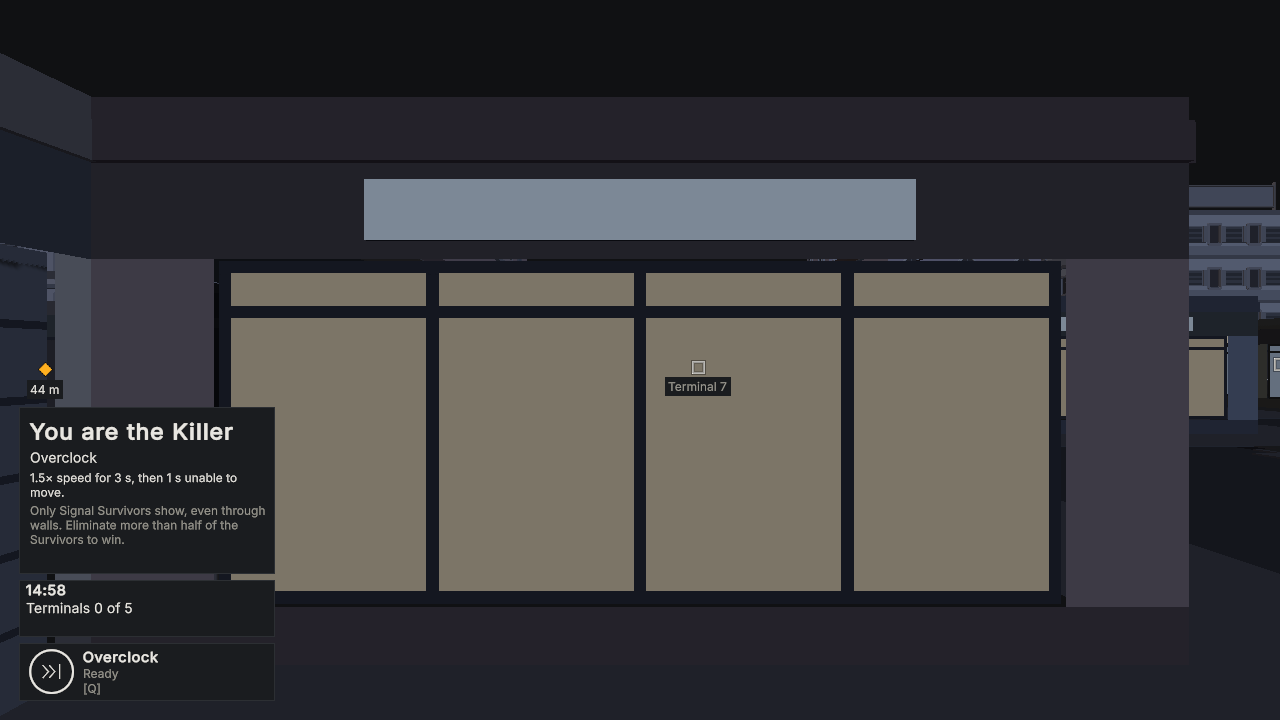 Terminal 7
44 m
You are the Killer
Overclock
1.5× speed for 3 s, then 1 s unable to
move.
Only Signal Survivors show, even through
walls. Eliminate more than half of the
Survivors to win.
14:58
Terminals 0 of 5
Overclock
Ready
[Q]